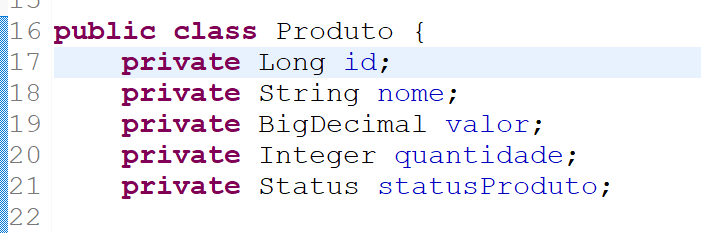 15
16 public class Produto {
17     private Long id;
18     private String nome;
19     private BigDecimal valor;
20     private Integer quantidade;
21     private Status statusProduto;
22